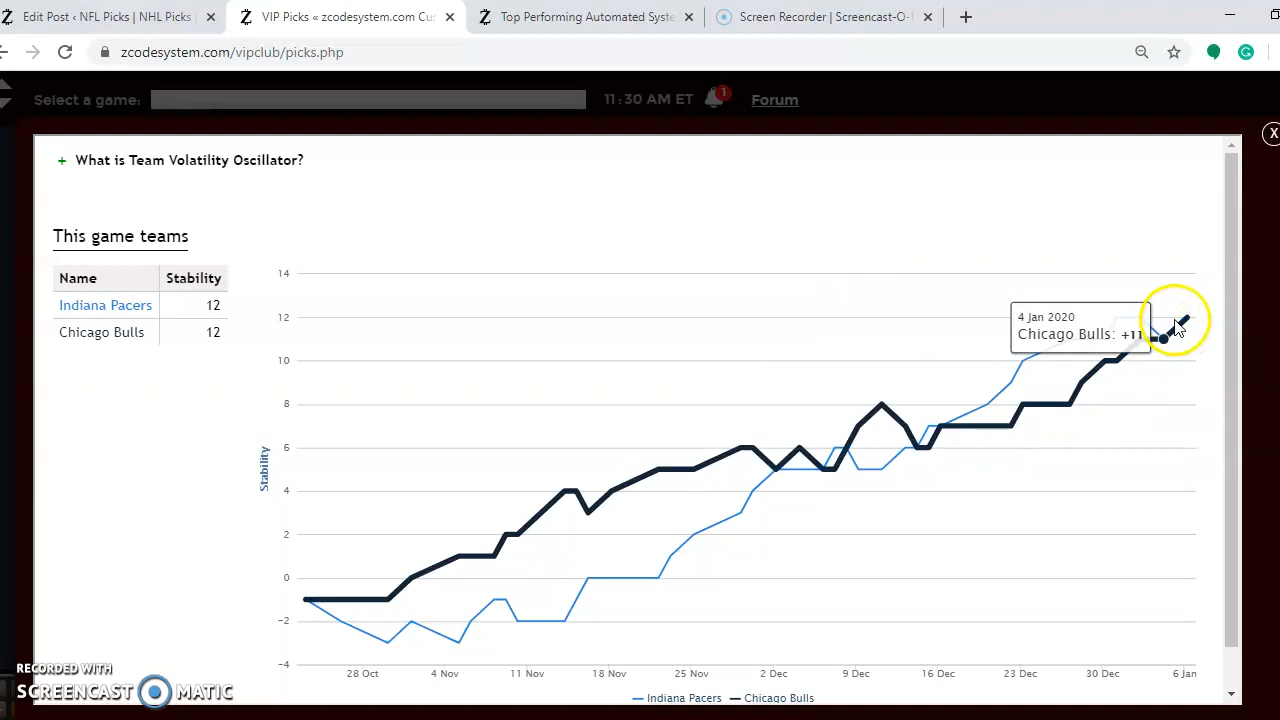 Edit Post ‹ NFL Picks | NHL Picks
VIP Picks « zcodesystem.com Cus
Top Performing Automated Syste
Screen Recorder | Screencast-O-
zcodesystem.com/vipclub/picks.php
Select a game:
11:30 AM ET
1
Forum
X
+ What is Team Volatility Oscillator?
This game teams
Name Stability
Indiana Pacers 12
Chicago Bulls 12
14
12
10
8
6
4
2
0
−2
−4
Stability
4 Jan 2020
Chicago Bulls: +11
28 Oct 4 Nov 11 Nov 18 Nov 25 Nov 2 Dec 9 Dec 16 Dec 23 Dec 30 Dec 6 Jan
Indiana Pacers Chicago Bulls
RECORDED WITH
SCREENCAST MATIC